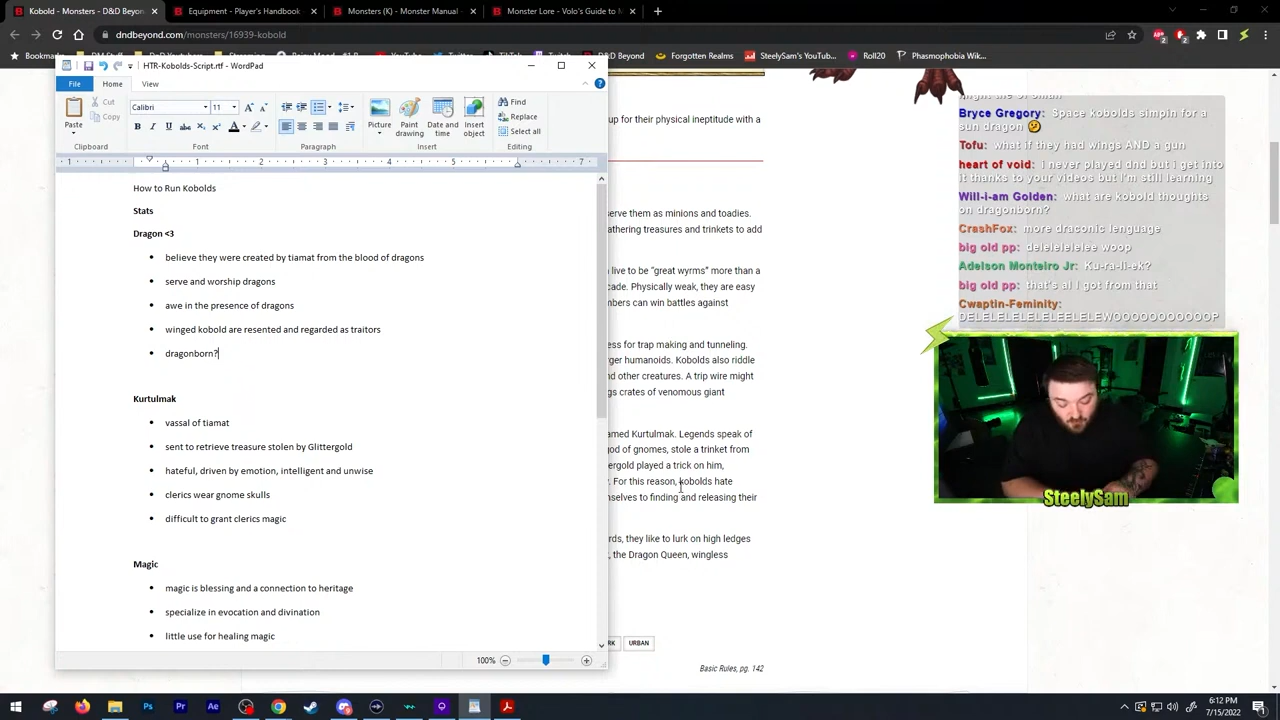 Kobold - Monsters - D&D Beyond
Equipment - Player's Handbook
Monsters (K) - Monster Manual
Monster Lore - Volo's Guide to M
dndbeyond.com/monsters/16939-kobold
Forgotten Realms
SteelySam's YouTub...
Roll20
Phasmophobia Wik...
HTR-Kobolds-Script.rtf - WordPad
File
Home
View
Paste
Cut
Copy
Clipboard
Calibri
11
Font
Paragraph
Picture
Paint drawing
Date and time
Insert object
Insert
Find
Replace
Select all
Editing
How to Run Kobolds
Stats
Dragon <3
• believe they were created by tiamat from the blood of dragons
• serve and worship dragons
• awe in the presence of dragons
• winged kobold are resented and regarded as traitors
• dragonborn?
Kurtulmak
• vassal of tiamat
• sent to retrieve treasure stolen by Glittergold
• hateful, driven by emotion, intelligent and unwise
• clerics wear gnome skulls
• difficult to grant clerics magic
Magic
• magic is blessing and a connection to heritage
• specialize in evocation and divination
• little use for healing magic
100%
up for their physical ineptitude with a
serve them as minions and toadies.
athering treasures and trinkets to add
live to be "great wyrms" more than a
cade. Physically weak, they are easy
mbers can win battles against
ess for trap making and tunneling.
rger humanoids. Kobolds also riddle
nd other creatures. A trip wire might
gs crates of venomous giant
amed Kurtulmak. Legends speak of
god of gnomes, stole a trinket from
ergold played a trick on him,
For this reason, kobolds hate
mselves to finding and releasing their
rds, they like to lurk on high ledges
the Dragon Queen, wingless
URBAN
Basic Rules, pg. 142
Bryce Gregory: Space kobolds simpin for a
sun dragon
Tofu: what if they had wings AND a gun
heart of void: i never played dnd but i get into
it thanks to your videos but I'm still learning
Will-i-am Golden: what are kobold thoughts
on dragonborn?
CrashFox: more draconic lenguage
big old pp: delelelelelee woop
Adelson Monteiro Jr: Ku-ra-li-ek?
big old pp: that's al I got from that
Cwaptin-Feminity:
SteelySam
6:12 PM
7/15/2022